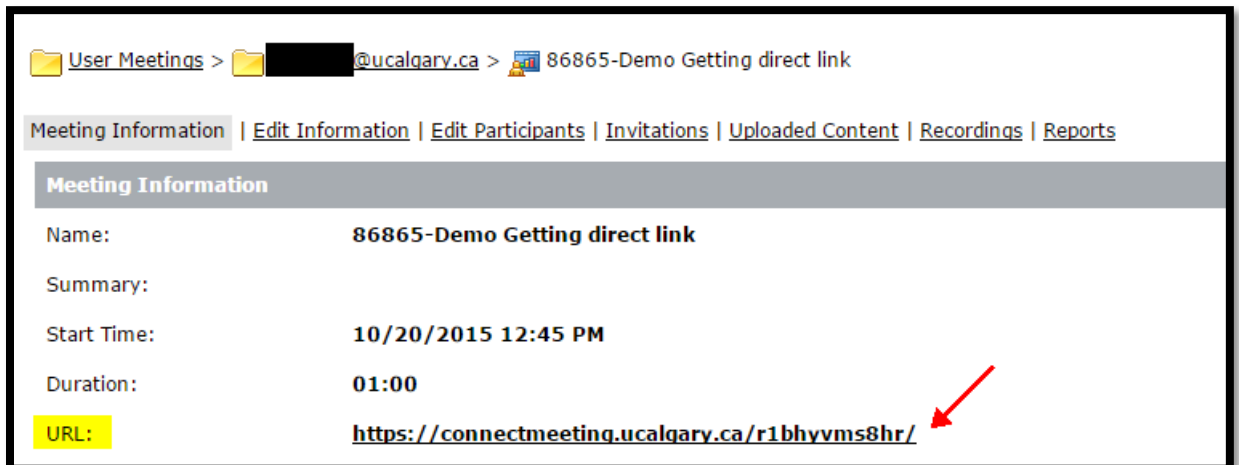 User Meetings > @ucalgary.ca > 86865-Demo Getting direct link
Meeting Information | Edit Information | Edit Participants | Invitations | Uploaded Content | Recordings | Reports
Meeting Information
Name: 86865-Demo Getting direct link
Summary:
Start Time: 10/20/2015 12:45 PM
Duration: 01:00
URL: https://connectmeeting.ucalgary.ca/r1bhyvms8hr/